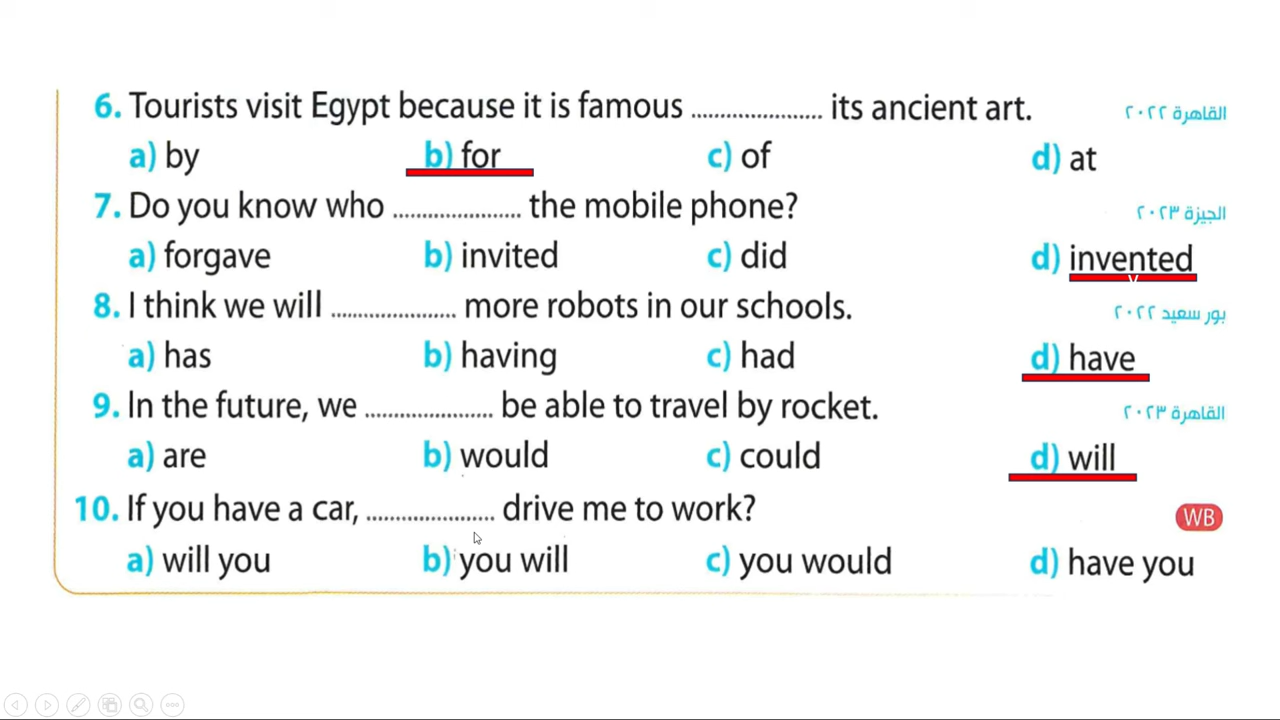 6. Tourists visit Egypt because it is famous ...................... its ancient art. القاهرة ٢٠٢٢
a) by b) for c) of d) at
7. Do you know who ...................... the mobile phone? الجيزة ٢٠٢٣
a) forgave b) invited c) did d) invented
8. I think we will ...................... more robots in our schools. بور سعيد ٢٠٢٢
a) has b) having c) had d) have
9. In the future, we ...................... be able to travel by rocket. القاهرة ٢٠٢٣
a) are b) would c) could d) will
10. If you have a car, ...................... drive me to work? WB
a) will you b) you will c) you would d) have you